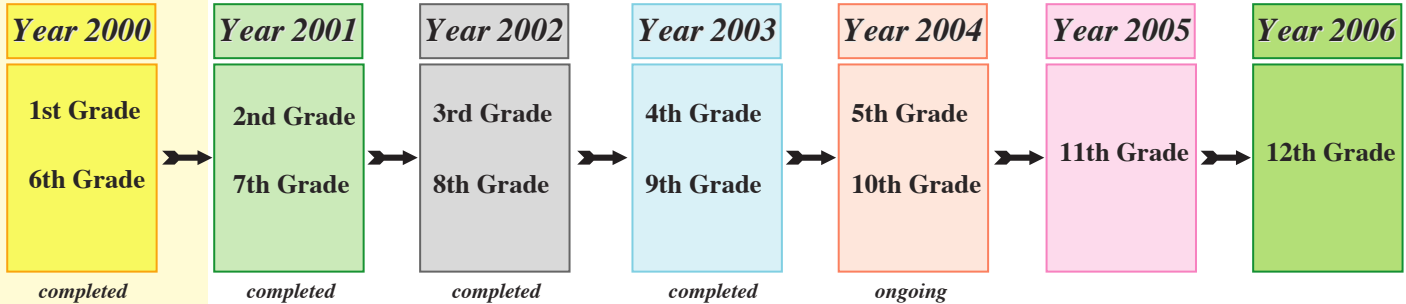 Year 2000
Year 2001
Year 2002
Year 2003
Year 2004
Year 2005
Year 2006
1st Grade
6th Grade
2nd Grade
7th Grade
3rd Grade
8th Grade
4th Grade
9th Grade
5th Grade
10th Grade
11th Grade
12th Grade
completed
completed
completed
completed
ongoing